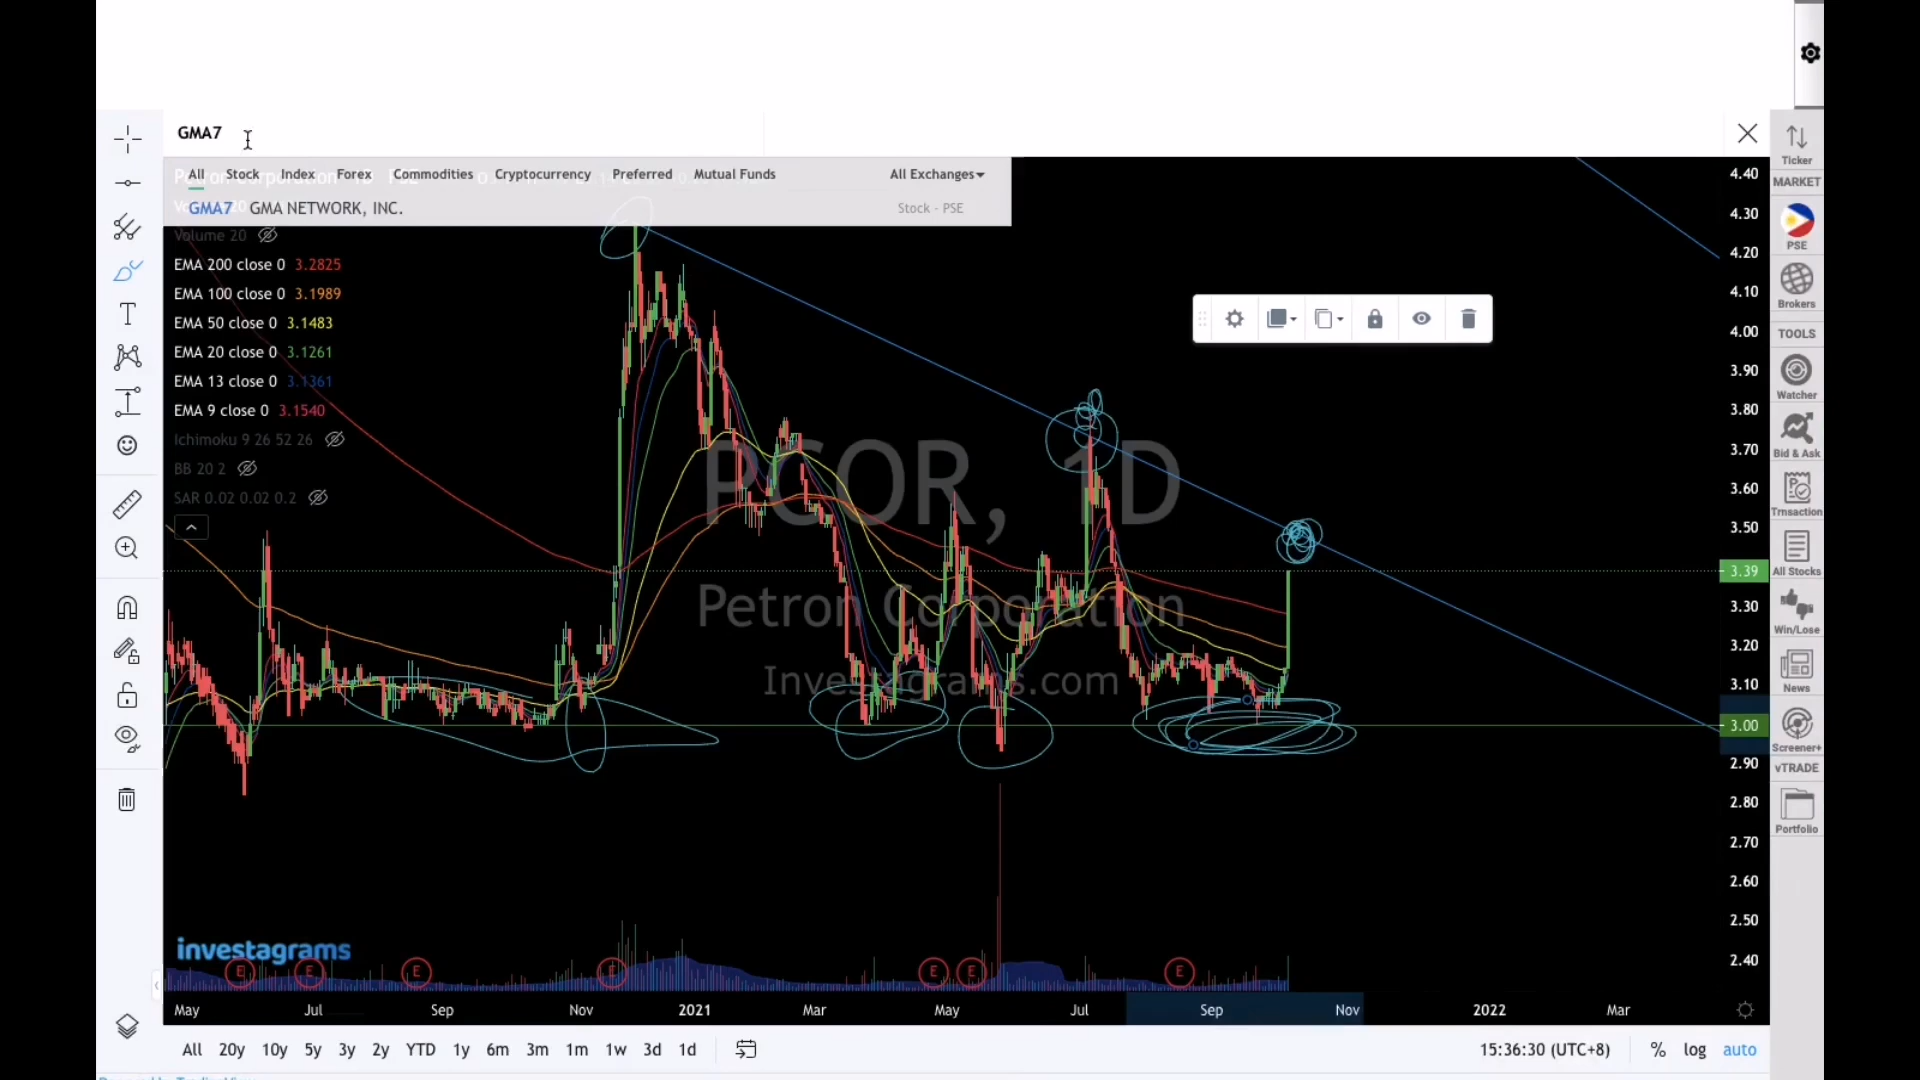 GMA7
All Stock Index Forex Commodities Cryptocurrency Preferred Mutual Funds All Exchanges
GMA7 GMA NETWORK, INC. Stock - PSE
Volume 20
EMA 200 close 0 3.2825
EMA 100 close 0 3.1989
EMA 50 close 0 3.1483
EMA 20 close 0 3.1261
EMA 13 close 0 3.1361
EMA 9 close 0 3.1540
Ichimoku 9 26 52 26
BB 20 2
SAR 0.02 0.02 0.2
PCOR, 1D
Petron Corporation
Investagrams.com
4.40
4.30
4.20
4.10
4.00
3.90
3.80
3.70
3.60
3.50
3.39
3.30
3.20
3.10
3.00
2.90
2.80
2.70
2.60
2.50
2.40
investagrams
E E E E E E E
May Jul Sep Nov 2021 Mar May Jul Sep Nov 2022 Mar
All 20y 10y 5y 3y 2y YTD 1y 6m 3m 1m 1w 3d 1d 15:36:30 (UTC+8) % log auto
Ticker
MARKET
PSE
Brokers
TOOLS
Watcher
Bid & Ask
Trnsaction
All Stocks
Win/Lose
News
Screener+
vTRADE
Portfolio